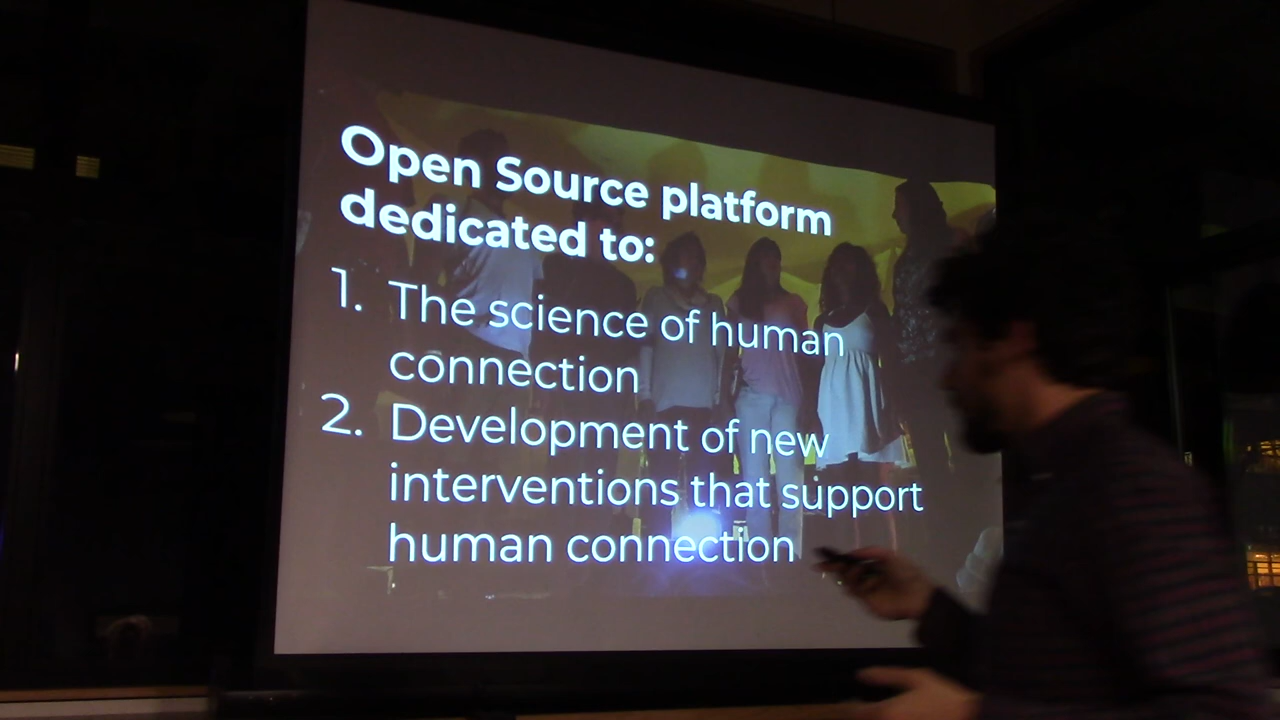 Open Source platform
dedicated to:
1. The science of human
connection
2. Development of new
interventions that support
human connection